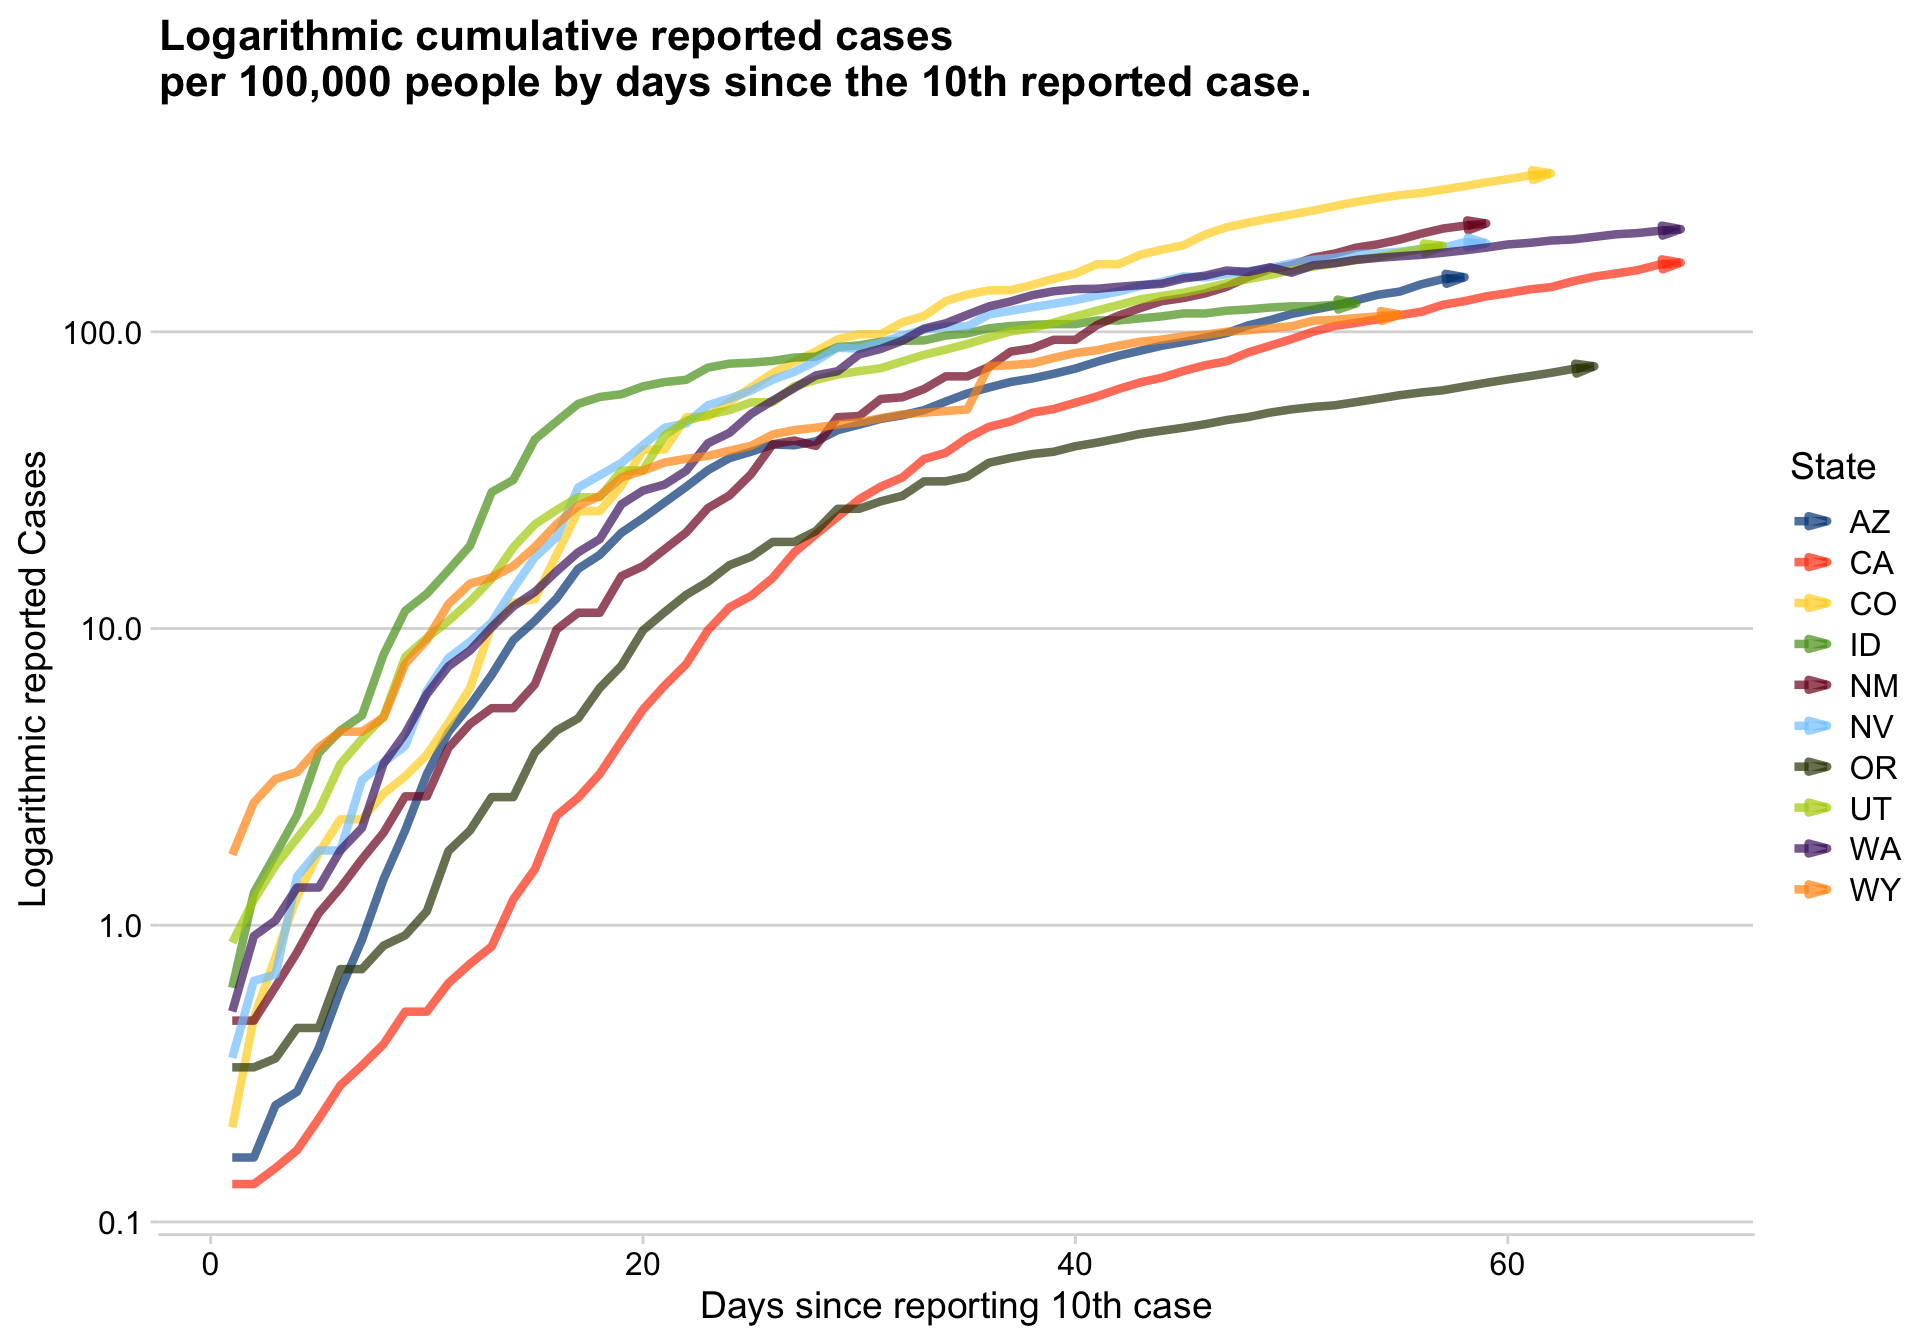 Logarithmic cumulative reported cases
per 100,000 people by days since the 10th reported case.
Logarithmic reported Cases
100.0
10.0
1.0
0.1
0
20
40
60
Days since reporting 10th case
State
AZ
CA
CO
ID
NM
NV
OR
UT
WA
WY